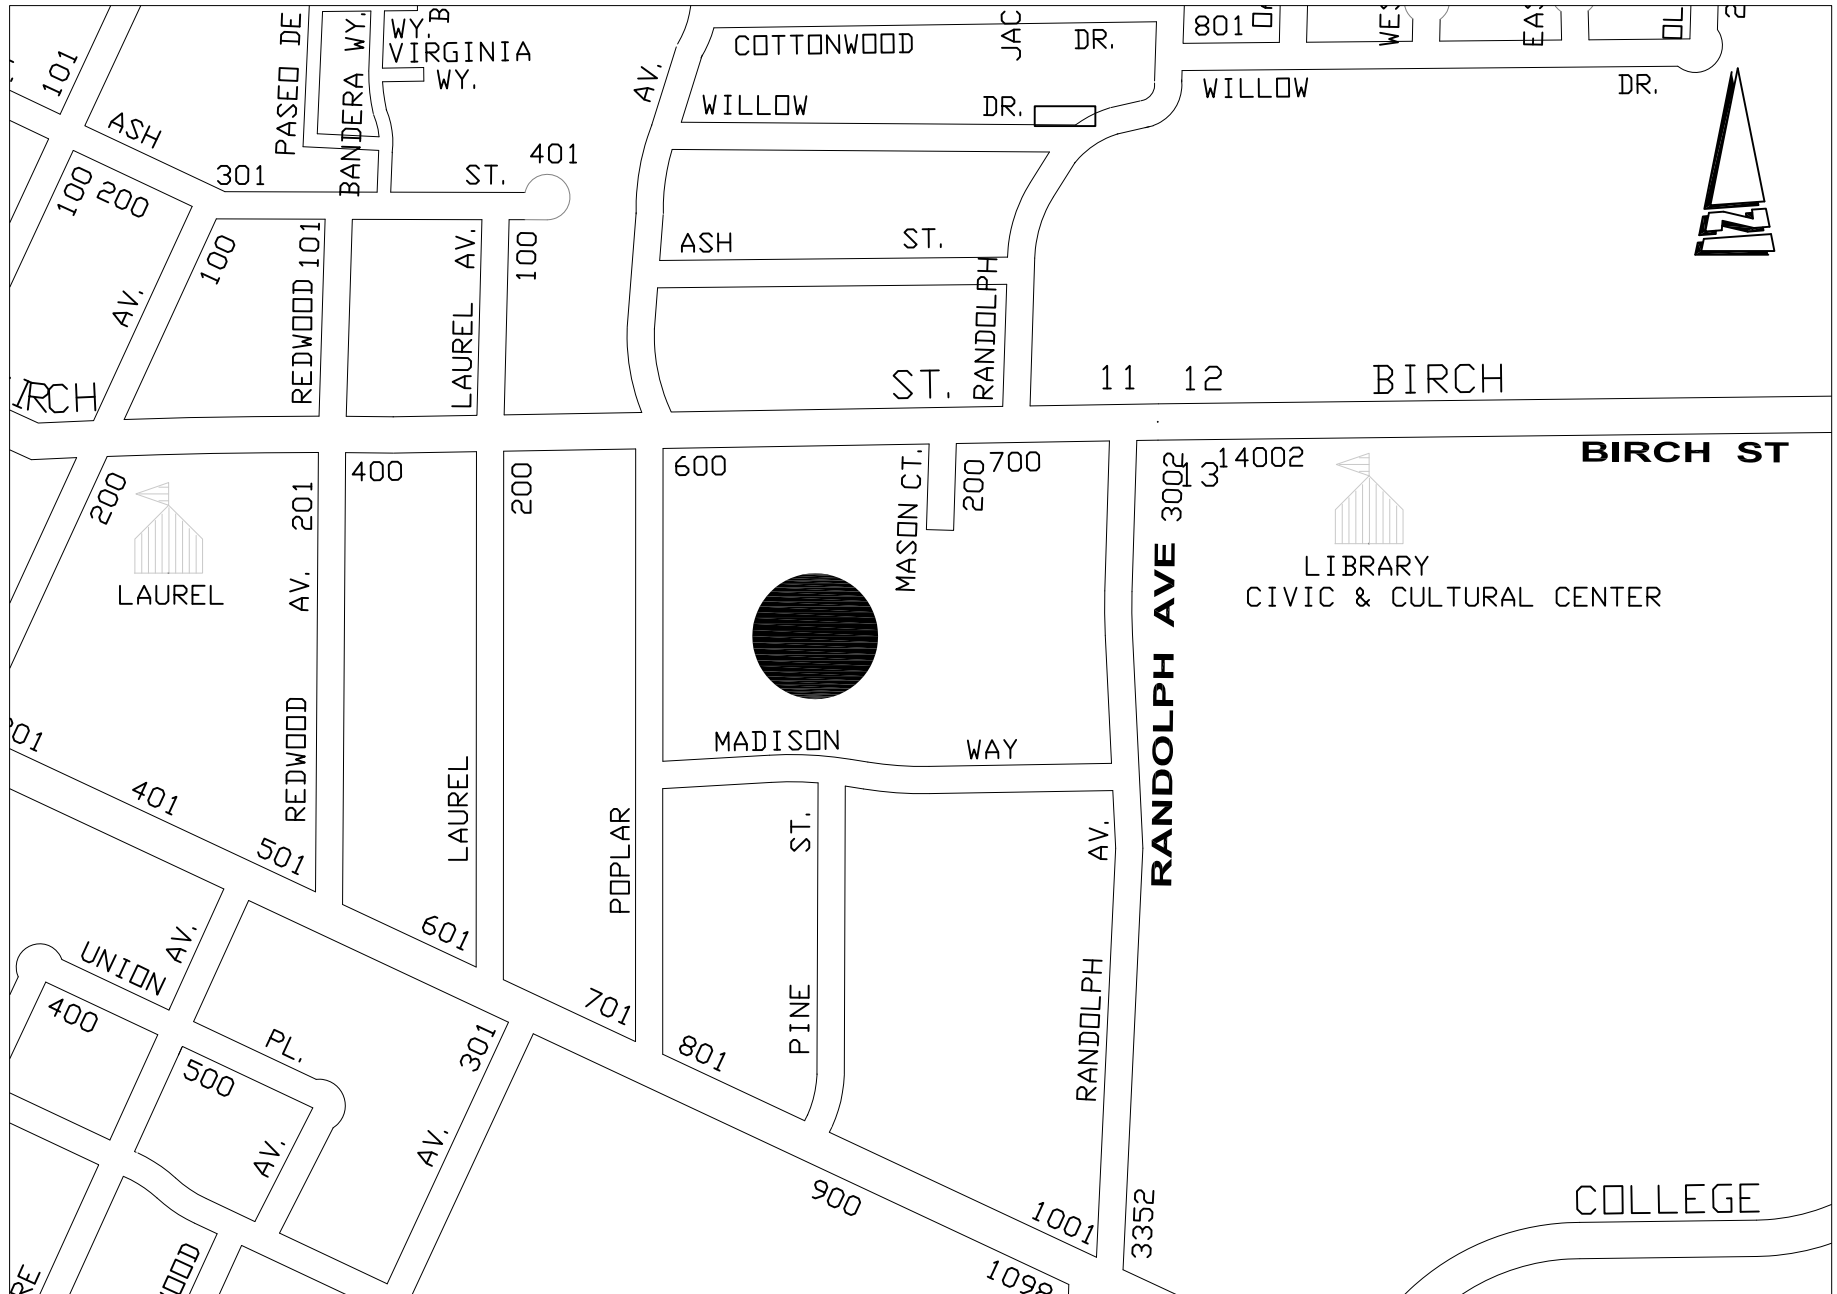 101
PASEO DE
BANDERA WY.
WY.
B
VIRGINIA
WY.
AV.
COTTONWOOD
DR.
JAC
801
WILLOW
DR.
WILLOW
DR.
ASH
301
ST.
401
100
200
100
AV.
REDWOOD 101
LAUREL AV.
100
ASH
ST.
RANDOLPH
N
IRCH
ST.
11
12
BIRCH
BIRCH ST
200
LAUREL
AV. 201
REDWOOD
400
LAUREL
200
POPLAR
600
MASON CT.
200
700
3002
13
14002
RANDOLPH AVE
LIBRARY
CIVIC & CULTURAL CENTER
MADISON
WAY
401
501
601
701
801
ST.
PINE
AV.
RANDOLPH
UNION
AV.
400
PL.
500
301
AV.
AV.
900
1001
3352
1098
COLLEGE